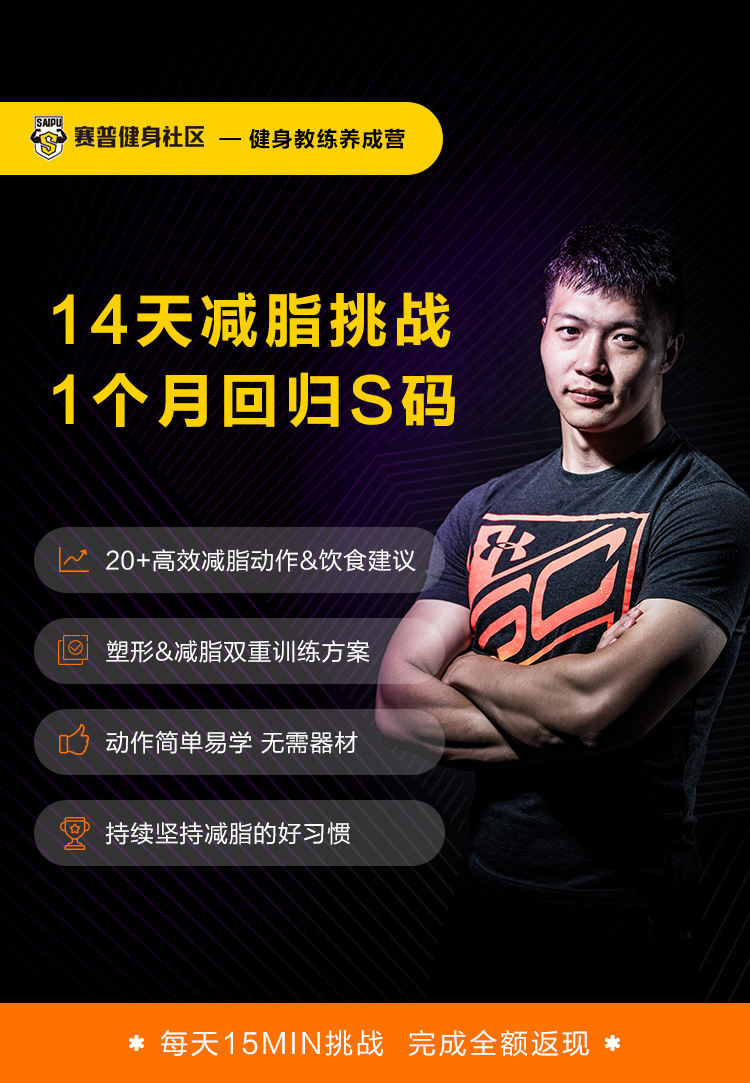 SAIPU
S
赛普健身社区 — 健身教练养成营
14天减脂挑战
1个月回归S码
20+高效减脂动作&饮食建议
塑形&减脂双重训练方案
动作简单易学 无需器材
持续坚持减脂的好习惯
* 每天15MIN挑战 完成全额返现 *